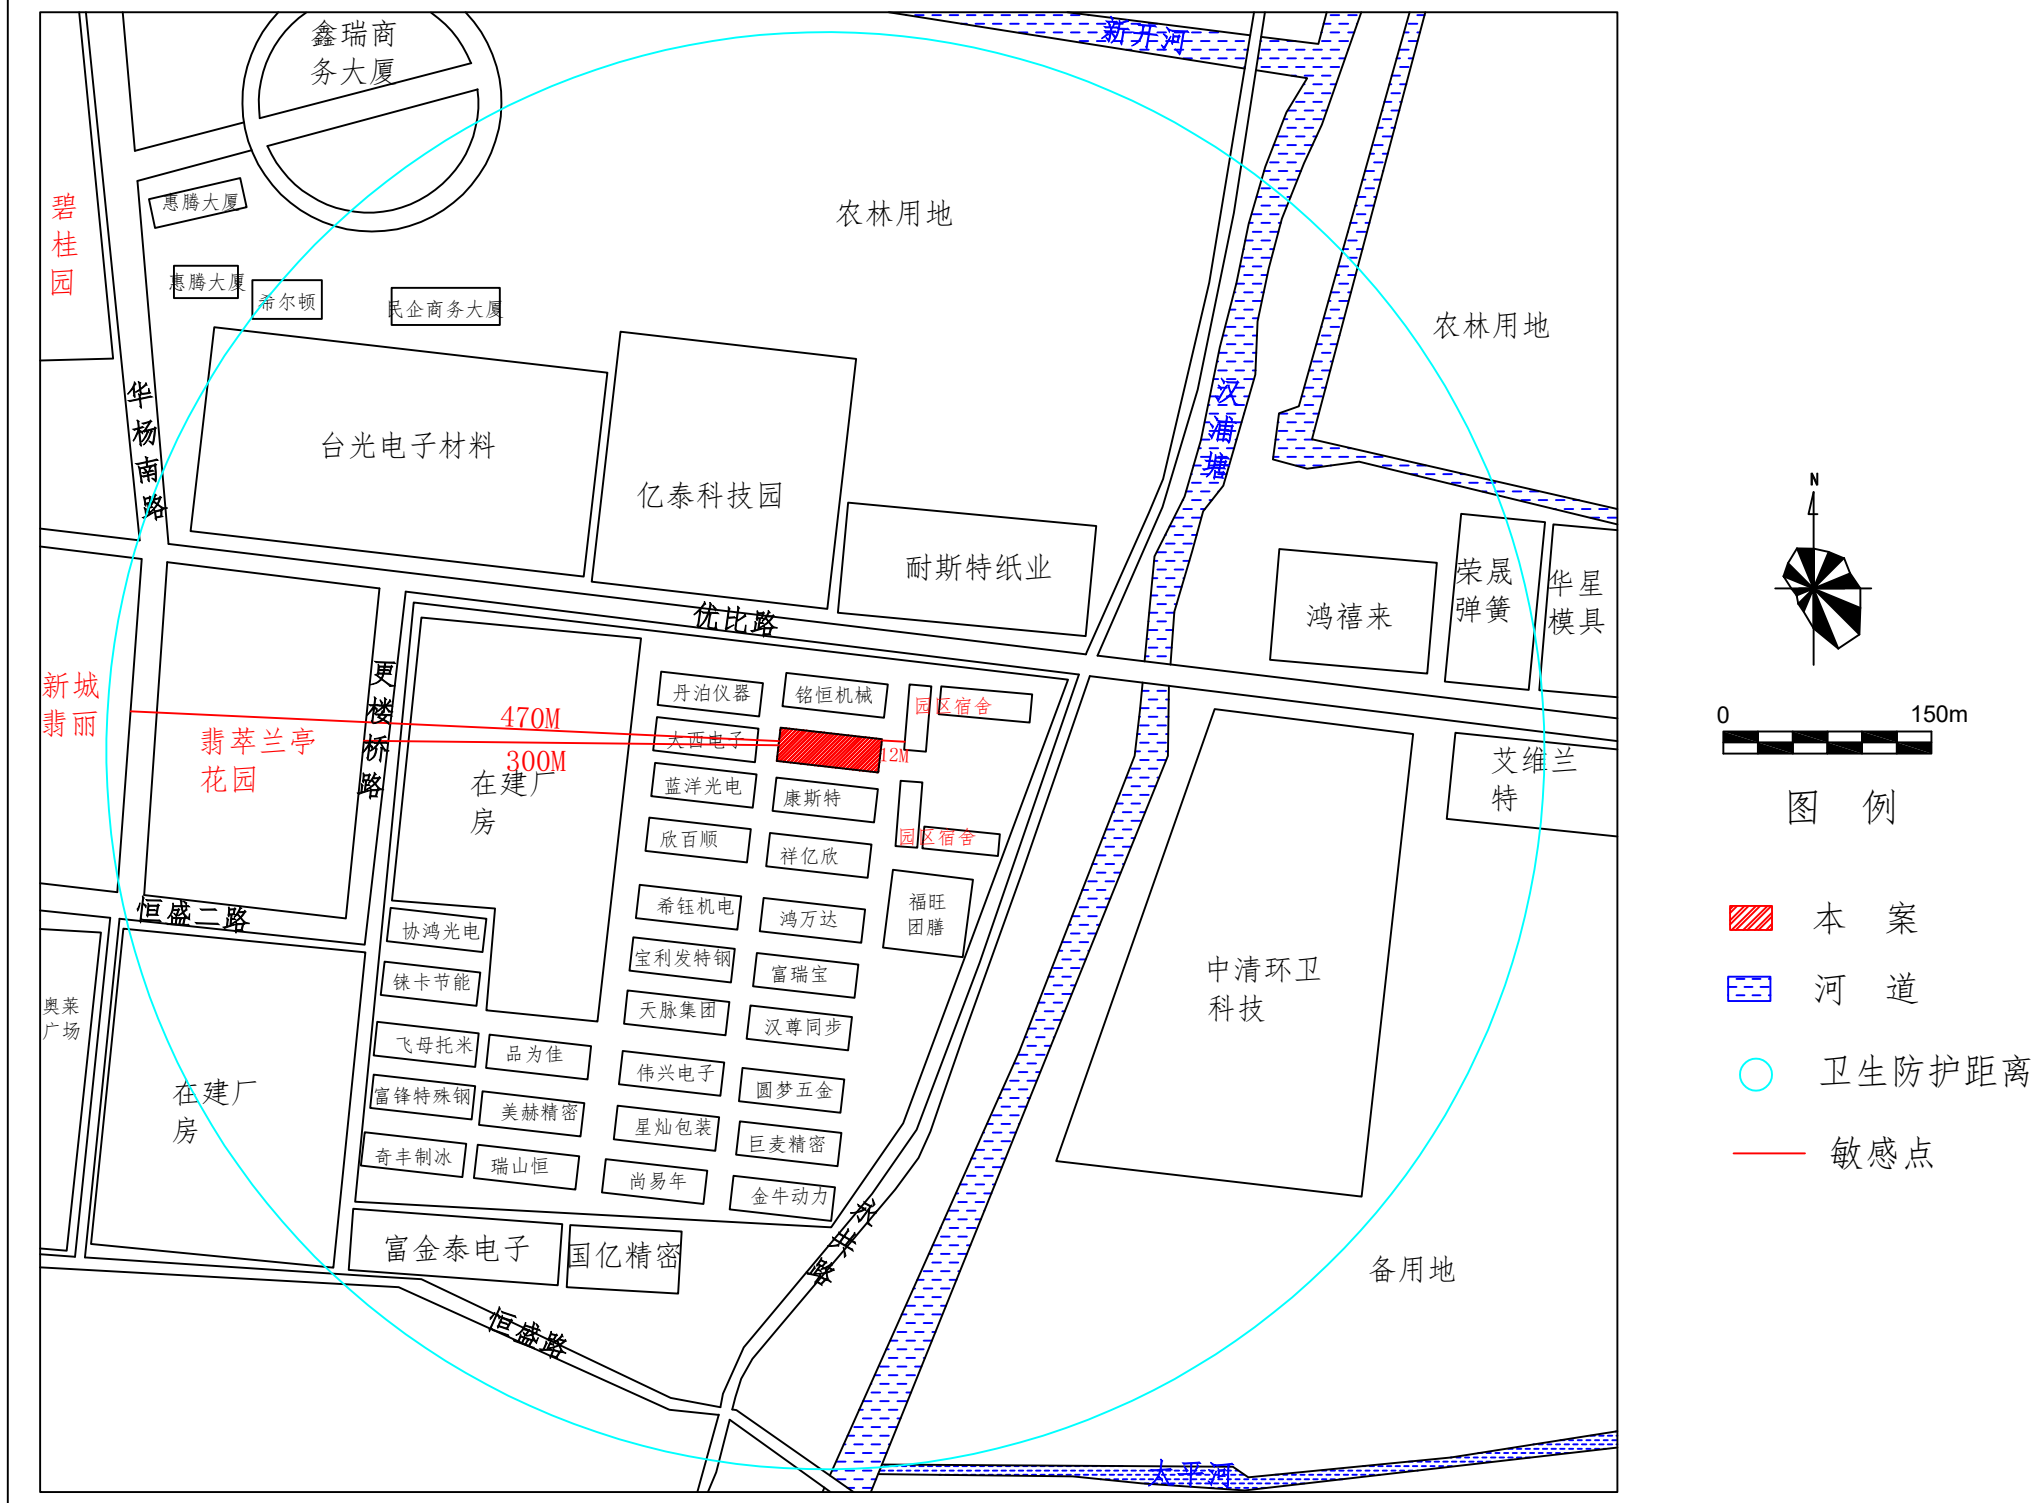 鑫瑞商
务大厦
新开河
碧
桂
园
惠腾大厦
农林用地
惠腾大厦
希尔顿
民企商务大厦
农林用地
华
杨
南
路
汉
浦
塘
台光电子材料
亿泰科技园
耐斯特纸业
鸿禧来
荣晟
弹簧
华星
模具
优比路
新城
翡丽
翡萃兰亭
花园
更
楼
桥
路
470M
300M
12M
在建厂
房
丹泊仪器
铭恒机械
园区宿舍
大西电子
蓝洋光电
康斯特
园区宿舍
欣百顺
祥亿欣
艾维兰
特
恒盛二路
希钰机电
鸿万达
福旺
团膳
协鸿光电
宝利发特钢
富瑞宝
铼卡节能
天脉集团
汉尊同步
中清环卫
科技
奥莱
广场
飞母托米
品为佳
伟兴电子
圆梦五金
在建厂
房
富锋特殊钢
美赫精密
星灿包装
巨麦精密
奇丰制冰
瑞山恒
尚易年
金牛动力
永
共
路
富金泰电子
国亿精密
备用地
恒盛路
太平河
N
0 150m
图 例
本 案
河 道
卫生防护距离
敏感点